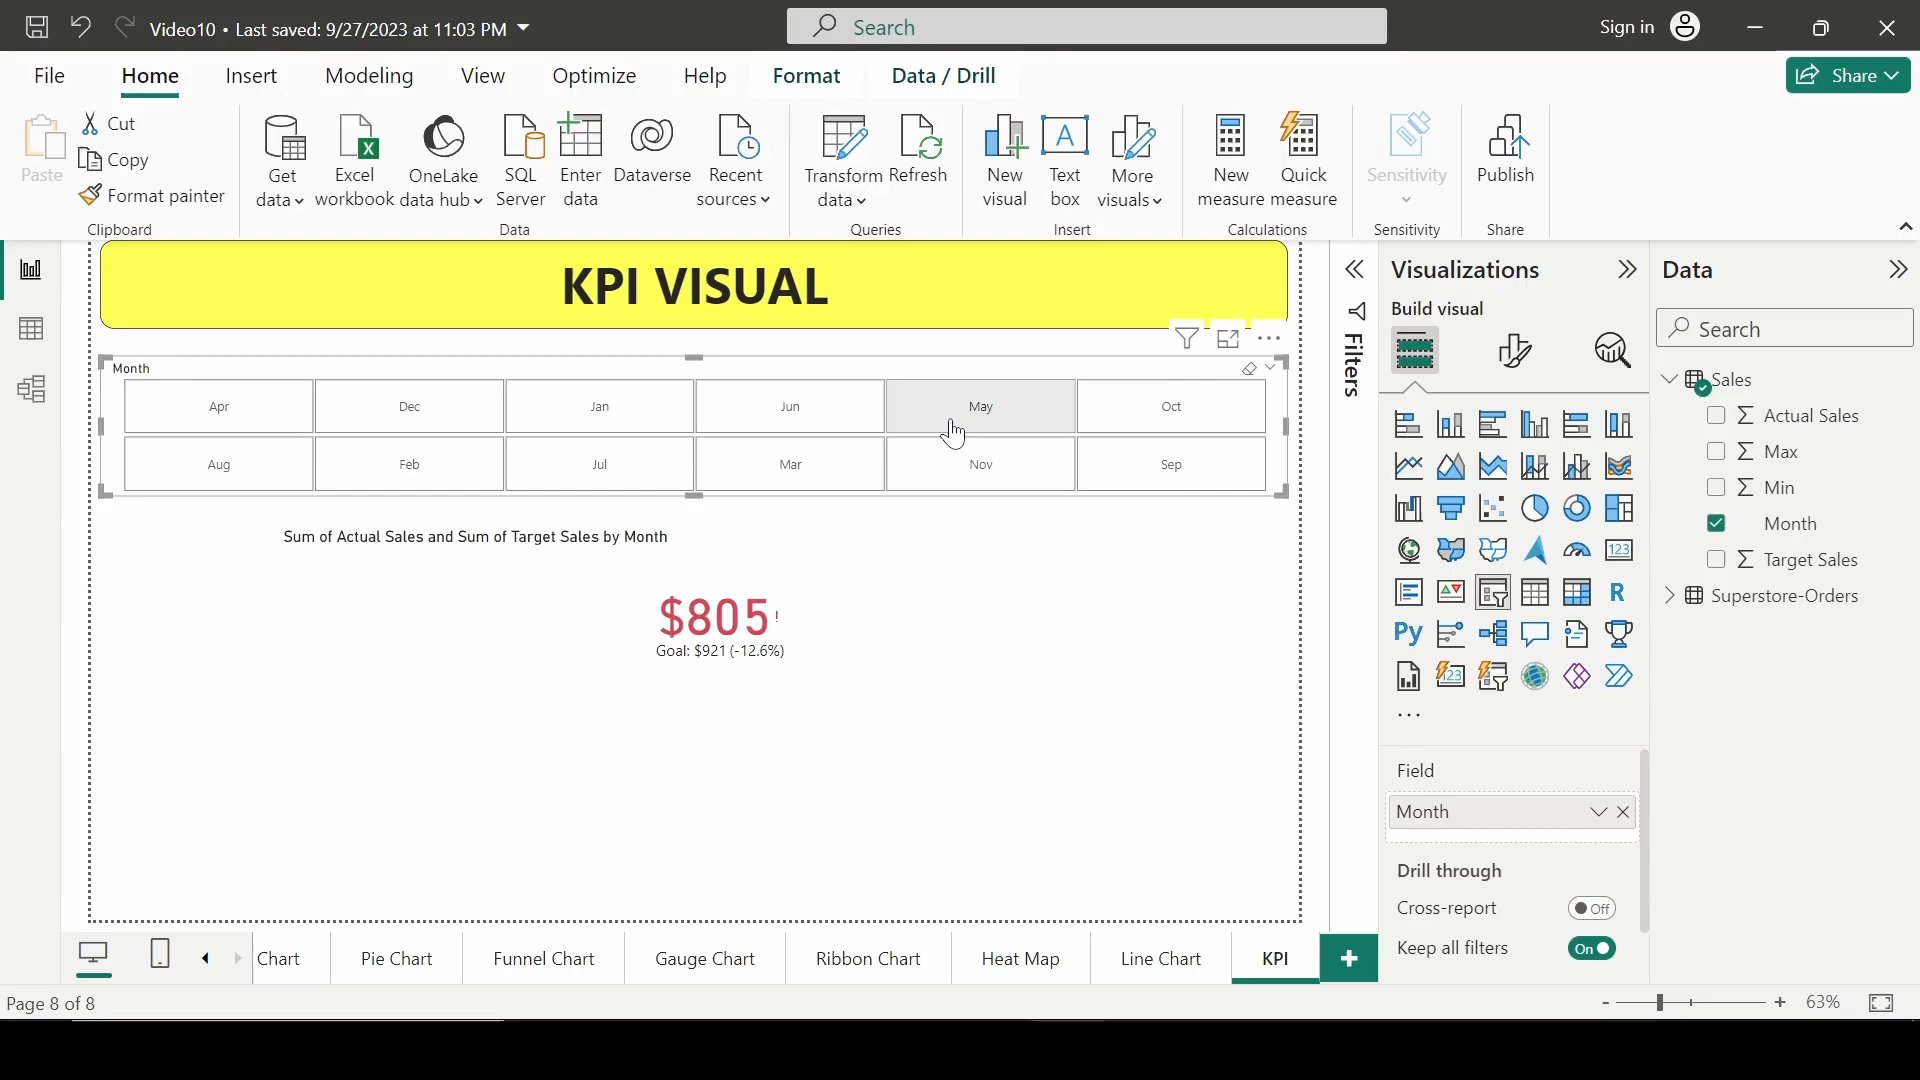 Video10 • Last saved: 9/27/2023 at 11:03 PM
Search
Sign in
File
Home
Insert
Modeling
View
Optimize
Help
Format
Data / Drill
Share
Paste
Cut
Copy
Format painter
Clipboard
Get data
Excel workbook
OneLake data hub
SQL Server
Enter data
Dataverse
Recent sources
Data
Transform data
Refresh
Queries
New visual
Text box
More visuals
Insert
New measure
Quick measure
Calculations
Sensitivity
Sensitivity
Publish
Share
KPI VISUAL
Month
Apr
Dec
Jan
Jun
May
Oct
Aug
Feb
Jul
Mar
Nov
Sep
Sum of Actual Sales and Sum of Target Sales by Month
$805!
Goal: $921 (-12.6%)
Filters
Visualizations
Build visual
123
R
Py
123
...
Field
Month
Drill through
Cross-report
Off
Keep all filters
On
Data
Search
Sales
Actual Sales
Max
Min
Month
Target Sales
Superstore-Orders
Chart
Pie Chart
Funnel Chart
Gauge Chart
Ribbon Chart
Heat Map
Line Chart
KPI
Page 8 of 8
- + 63%